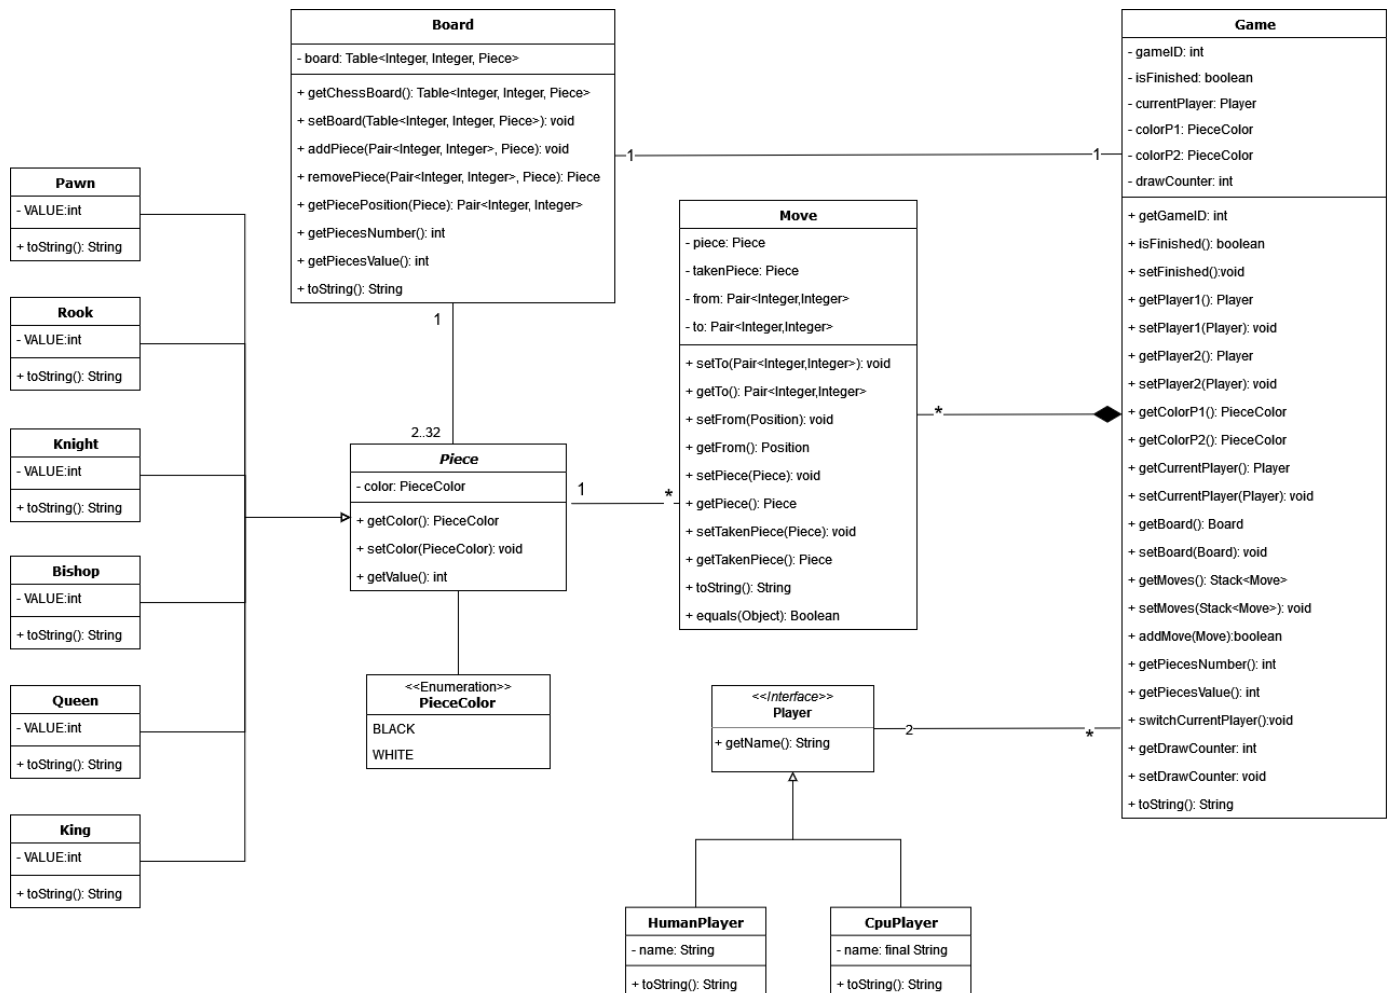 Board
- board: Table<Integer, Integer, Piece>
+ getChessBoard(): Table<Integer, Integer, Piece>
+ setBoard(Table<Integer, Integer, Piece>): void
+ addPiece(Pair<Integer, Integer>, Piece): void
+ removePiece(Pair<Integer, Integer>, Piece): Piece
+ getPiecePosition(Piece): Pair<Integer, Integer>
+ getPiecesNumber(): int
+ getPiecesValue(): int
+ toString(): String
1
1
1
2..32
Game
- gameID: int
- isFinished: boolean
- currentPlayer: Player
- colorP1: PieceColor
- colorP2: PieceColor
- drawCounter: int
+ getGameID: int
+ isFinished(): boolean
+ setFinished():void
+ getPlayer1(): Player
+ setPlayer1(Player): void
+ getPlayer2(): Player
+ setPlayer2(Player): void
+ getColorP1(): PieceColor
+ getColorP2(): PieceColor
+ getCurrentPlayer(): Player
+ setCurrentPlayer(Player): void
+ getBoard(): Board
+ setBoard(Board): void
+ getMoves(): Stack<Move>
+ setMoves(Stack<Move>): void
+ addMove(Move):boolean
+ getPiecesNumber(): int
+ getPiecesValue(): int
+ switchCurrentPlayer():void
+ getDrawCounter: int
+ setDrawCounter: void
+ toString(): String
Pawn
- VALUE:int
+ toString(): String
Rook
- VALUE:int
+ toString(): String
Knight
- VALUE:int
+ toString(): String
Bishop
- VALUE:int
+ toString(): String
Queen
- VALUE:int
+ toString(): String
King
- VALUE:int
+ toString(): String
Move
- piece: Piece
- takenPiece: Piece
- from: Pair<Integer,Integer>
- to: Pair<Integer,Integer>
+ setTo(Pair<Integer,Integer>): void
+ getTo(): Pair<Integer,Integer>
+ setFrom(Position): void
+ getFrom(): Position
+ setPiece(Piece): void
+ getPiece(): Piece
+ setTakenPiece(Piece): void
+ getTakenPiece(): Piece
+ toString(): String
+ equals(Object): Boolean
*
Piece
- color: PieceColor
+ getColor(): PieceColor
+ setColor(PieceColor): void
+ getValue(): int
1
*
<<Enumeration>>
PieceColor
BLACK
WHITE
<<Interface>>
Player
+ getName(): String
2
*
HumanPlayer
- name: String
+ toString(): String
CpuPlayer
- name: final String
+ toString(): String